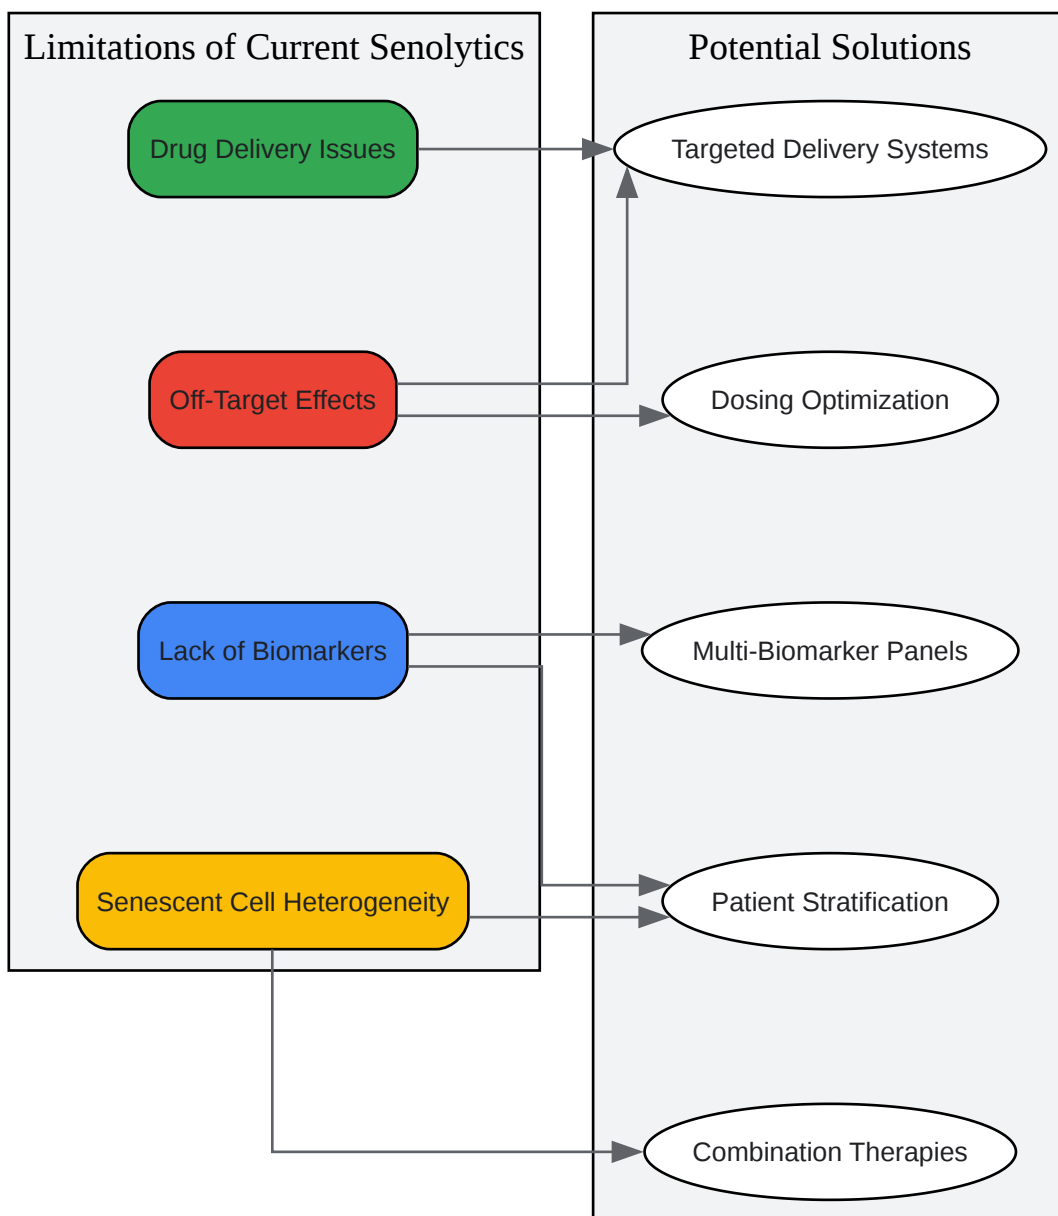 Limitations of Current Senolytics
Potential Solutions
Drug Delivery Issues
Targeted Delivery Systems
Off-Target Effects
Dosing Optimization
Lack of Biomarkers
Multi-Biomarker Panels
Senescent Cell Heterogeneity
Patient Stratification
Combination Therapies